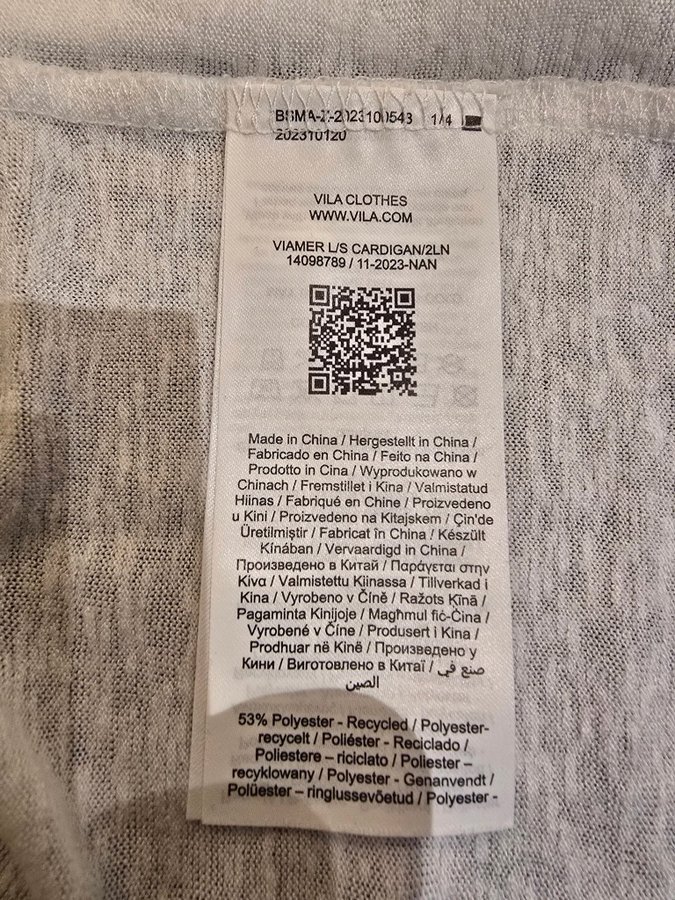 BSMA-Z-2023100543 1/4
202310120
VILA CLOTHES
WWW.VILA.COM
VIAMER L/S CARDIGAN/2LN
14098789 / 11-2023-NAN
Made in China / Hergestellt in China /
Fabricado en China / Feito na China /
Prodotto in Cina / Wyprodukowano w
Chinach / Fremstillet i Kina / Valmistatud
Hiinas / Fabriqué en Chine / Proizvedeno
u Kini / Proizvedeno na Kitajskem / Çin'de
Üretilmiştir / Fabricat în China / Készült
Kínában / Vervaardigd in China /
Произведено в Китай / Παράγεται στην
Κίνα / Valmistettu Kiinassa / Tillverkad i
Kina / Vyrobeno v Číně / Ražots Ķīnā /
Pagaminta Kinijoje / Magħmul fiċ-Ċina /
Vyrobené v Číne / Produsert i Kina /
Prodhuar në Kinë / Произведено у
Кини / Виготовлено в Китаї / صنع في
الصين
53% Polyester - Recycled / Polyester-
recycelt / Poliéster - Reciclado /
Poliestere – riciclato / Poliester –
recyklowany / Polyester - Genanvendt /
Polüester – ringlussevõetud / Polyester -